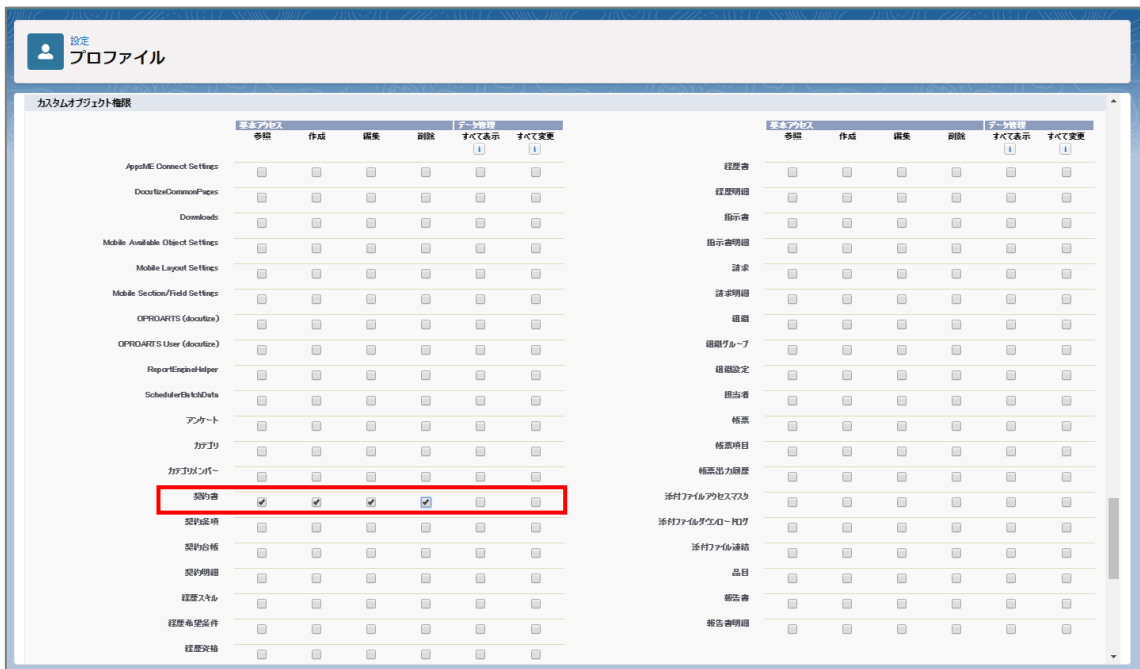 設定
プロファイル
カスタムオブジェクト権限
基本アクセス データ管理
参照 作成 編集 削除 すべて表示 すべて変更
AppsME Connect Settings
DocutizeCommonPages
Downloads
Mobile Available Object Settings
Mobile Layout Settings
Mobile Section/Field Settings
OPROARTS (docutize)
OPROARTS User (docutize)
ReportEngineHelper
SchedulerBatchData
アンケート
カテゴリ
カテゴリメンバー
契約書
契約条項
契約台帳
契約明細
経歴スキル
経歴希望条件
経歴資格
基本アクセス データ管理
参照 作成 編集 削除 すべて表示 すべて変更
経歴書
経歴明細
指示書
指示書明細
請求
請求明細
組織
組織グループ
組織設定
担当者
帳票
帳票項目
帳票出力履歴
添付ファイルアクセスマスタ
添付ファイルダウンロードログ
添付ファイル連結
品目
報告書
報告書明細